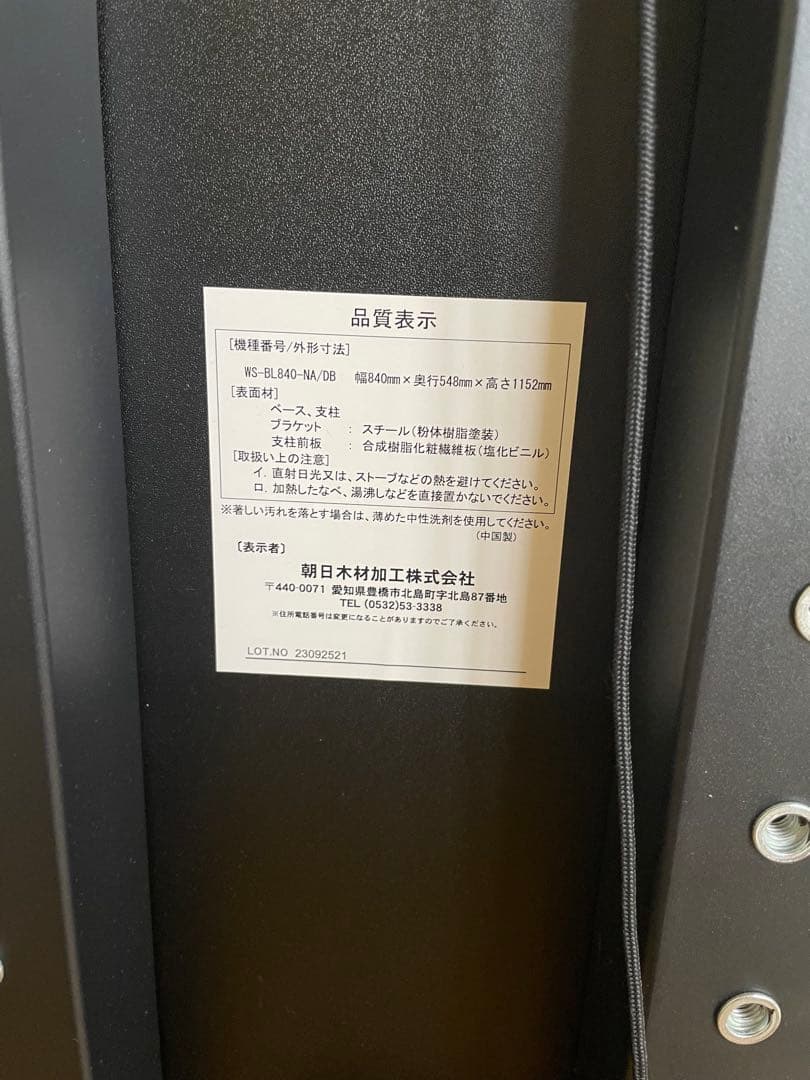 品質表示
[機種番号/外形寸法]
WS-BL840-NA/DB 幅840mm×奥行548mm×高さ1152mm
[表面材]
ベース、支柱
ブラケット : スチール(粉体樹脂塗装)
支柱前板 : 合成樹脂化粧繊維板(塩化ビニル)
[取扱い上の注意]
イ. 直射日光又は、ストーブなどの熱を避けてください。
ロ. 加熱したなべ、湯沸しなどを直接置かないでください。
※著しい汚れを落とす場合は、薄めた中性洗剤を使用してください。
(中国製)
〔表示者〕
朝日木材加工株式会社
〒440-0071 愛知県豊橋市北島町字北島87番地
TEL (0532)53-3338
※住所電話番号は変更になることがありますのでご了承ください。
LOT.NO 23092521